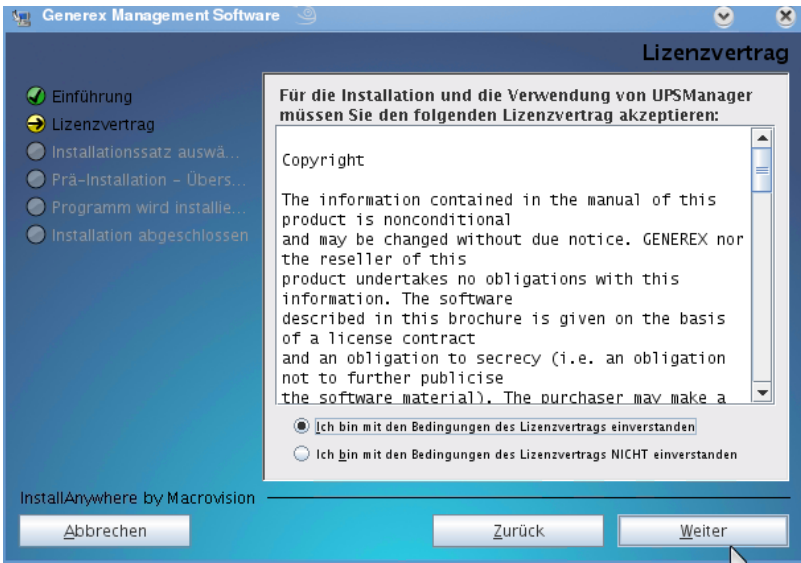 Generex Management Software
Lizenzvertrag
Einführung
Lizenzvertrag
Installationssatz auswä...
Prä-Installation - Übers...
Programm wird installie...
Installation abgeschlossen
Für die Installation und die Verwendung von UPSManager
müssen Sie den folgenden Lizenzvertrag akzeptieren:
Copyright
The information contained in the manual of this
product is nonconditional
and may be changed without due notice. GENEREX nor
the reseller of this
product undertakes no obligations with this
information. The software
described in this brochure is given on the basis
of a license contract
and an obligation to secrecy (i.e. an obligation
not to further publicise
the software material). The purchaser may make a
Ich bin mit den Bedingungen des Lizenzvertrags einverstanden
Ich bin mit den Bedingungen des Lizenzvertrags NICHT einverstanden
InstallAnywhere by Macrovision
Abbrechen
Zurück
Weiter